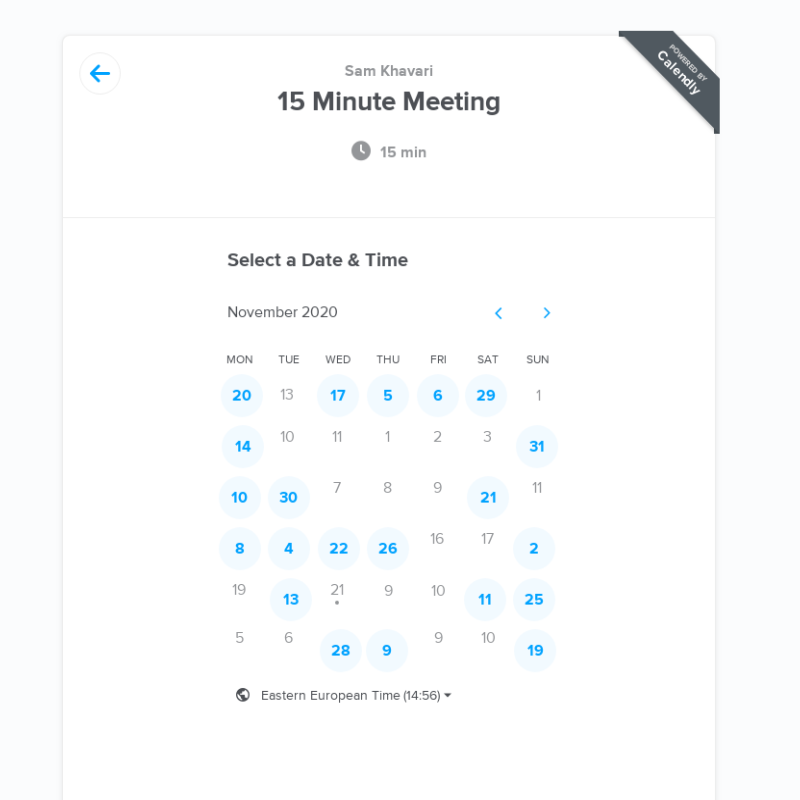 POWERED BY
Calendly
Sam Khavari
15 Minute Meeting
15 min
Select a Date & Time
November 2020
MON TUE WED THU FRI SAT SUN
20 13 17 5 6 29 1
14 10 11 1 2 3 31
10 30 7 8 9 21 11
8 4 22 26 16 17 2
19 13 21 9 10 11 25
5 6 28 9 9 10 19
Eastern European Time (14:56)